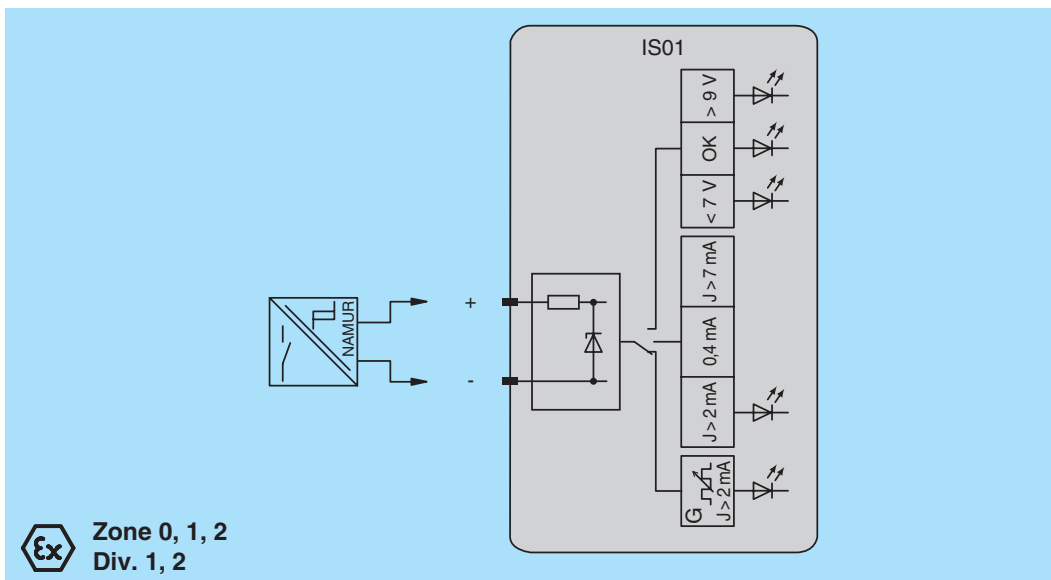 IS01
> 9 V
OK
< 7 V
J > 7 mA
0,4 mA
J > 2 mA
G
J > 2 mA
NAMUR
+
-
Ex
Zone 0, 1, 2
Div. 1, 2